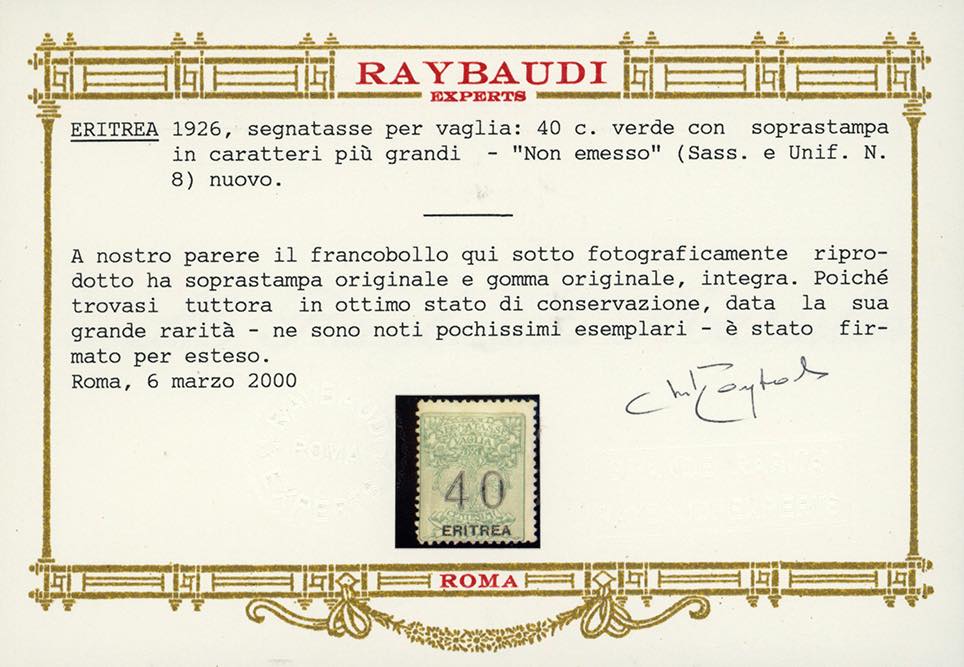 RAYBAUDI
EXPERTS
ERITREA 1926, segnatasse per vaglia: 40 c. verde con soprastampa
in caratteri più grandi - "Non emesso" (Sass. e Unif. N.
8) nuovo.
A nostro parere il francobollo qui sotto fotograficamente ripro-
dotto ha soprastampa originale e gomma originale, integra. Poiché
trovasi tuttora in ottimo stato di conservazione, data la sua
grande rarità - ne sono noti pochissimi esemplari - è stato fir-
mato per esteso.
Roma, 6 marzo 2000
SEGNATASSE
VAGLIA
40
ERITREA
ROMA